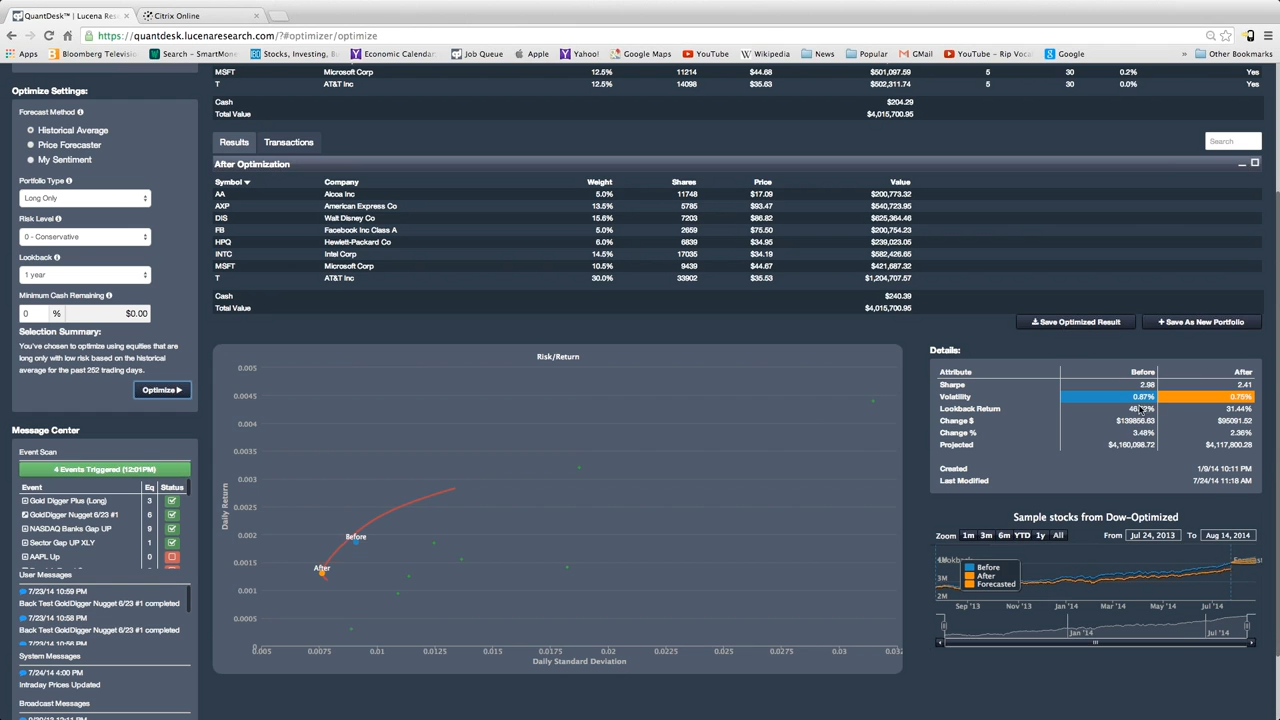 QuantDesk™ | Lucena Resear
Citrix Online
https://quantdesk.lucenaresearch.com/?#optimizer/optimize
Apps Bloomberg Televisi Search – SmartMone Stocks, Investing, Bu Economic Calendar Job Queue Apple Yahoo! Google Maps YouTube Wikipedia News Popular GMail YouTube - Rip Vocal Google » Other Bookmarks
MSFT Microsoft Corp 12.5% 11214 $44.68 $501,097.59 5 30 0.2% Yes
T AT&T Inc 12.5% 14098 $35.63 $502,311.74 5 30 0.0% Yes
Cash $204.29
Total Value $4,015,700.95
Optimize Settings:
Forecast Method
Historical Average
Price Forecaster
My Sentiment
Portfolio Type
Long Only
Risk Level
0 - Conservative
Lookback
1 year
Minimum Cash Remaining
0 % $0.00
Selection Summary:
You've chosen to optimize using equities that are
long only with low risk based on the historical
average for the past 252 trading days.
Optimize
Results Transactions Search
After Optimization
Symbol Company Weight Shares Price Value
AA Alcoa Inc 5.0% 11748 $17.09 $200,773.32
AXP American Express Co 13.5% 5785 $93.47 $540,723.95
DIS Walt Disney Co 15.6% 7203 $86.82 $625,364.46
FB Facebook Inc Class A 5.0% 2659 $75.50 $200,754.23
HPQ Hewlett-Packard Co 6.0% 6839 $34.95 $239,023.05
INTC Intel Corp 14.5% 17035 $34.19 $582,426.65
MSFT Microsoft Corp 10.5% 9439 $44.67 $421,687.32
T AT&T Inc 30.0% 33902 $35.53 $1,204,707.57
Cash $240.39
Total Value $4,015,700.95
Save Optimized Result + Save As New Portfolio
Message Center
Event Scan
4 Events Triggered (12:01PM)
Event Eq Status
Gold Digger Plus (Long) 3
GoldDigger Nugget 6/23 #1 6
NASDAQ Banks Gap UP 9
Sector Gap UP XLY 1
AAPL Up 0
User Messages
7/23/14 10:59 PM
Back Test GoldDigger Nugget 6/23 #1 completed
7/23/14 10:58 PM
Back Test GoldDigger Nugget 6/23 #1 completed
7/23/14 10:56 PM
System Messages
7/24/14 4:00 PM
Intraday Prices Updated
Broadcast Messages
Risk/Return
0.005
0.0045
0.004
0.0035
0.003
0.0025
0.002
0.0015
0.001
0.0005
0
Daily Return
Before
After
0.005 0.0075 0.01 0.0125 0.015 0.0175 0.02 0.0225 0.025 0.0275 0.03
Daily Standard Deviation
Details:
Attribute Before After
Sharpe 2.98 2.41
Volatility 0.87% 0.75%
Lookback Return 31.44%
Change $ $139856.63 $95091.52
Change % 3.48% 2.36%
Projected $4,160,098.72 $4,117,800.28
Created 1/9/14 10:11 PM
Last Modified 7/24/14 11:18 AM
Sample stocks from Dow-Optimized
Zoom 1m 3m 6m YTD 1y All From Jul 24, 2013 To Aug 14, 2014
4M
3M
2M
Before
After
Forecasted
Sep '13 Nov '13 Jan '14 Mar '14 May '14 Jul '14
Jan '14 Jul '14